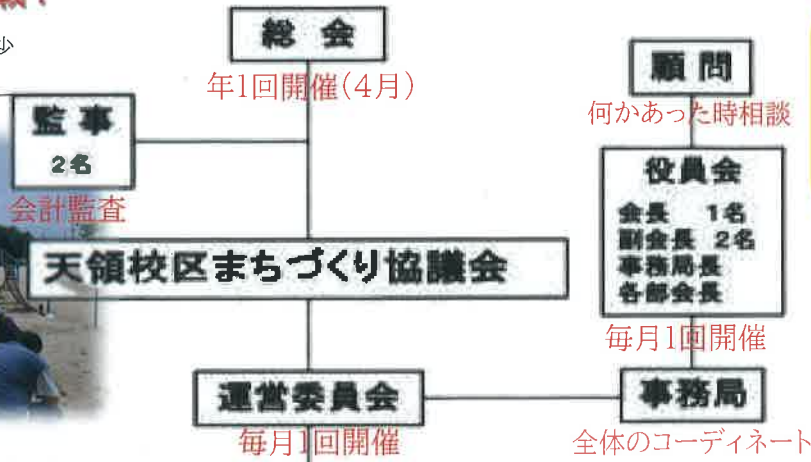 少
総会
年1回開催(4月)
顧問
何かあった時相談
監事
2名
会計監査
役員会
会長 1名
副会長 2名
事務局長
各部会長
毎月1回開催
天領校区まちづくり協議会
運営委員会
毎月1回開催
事務局
全体のコーディネート